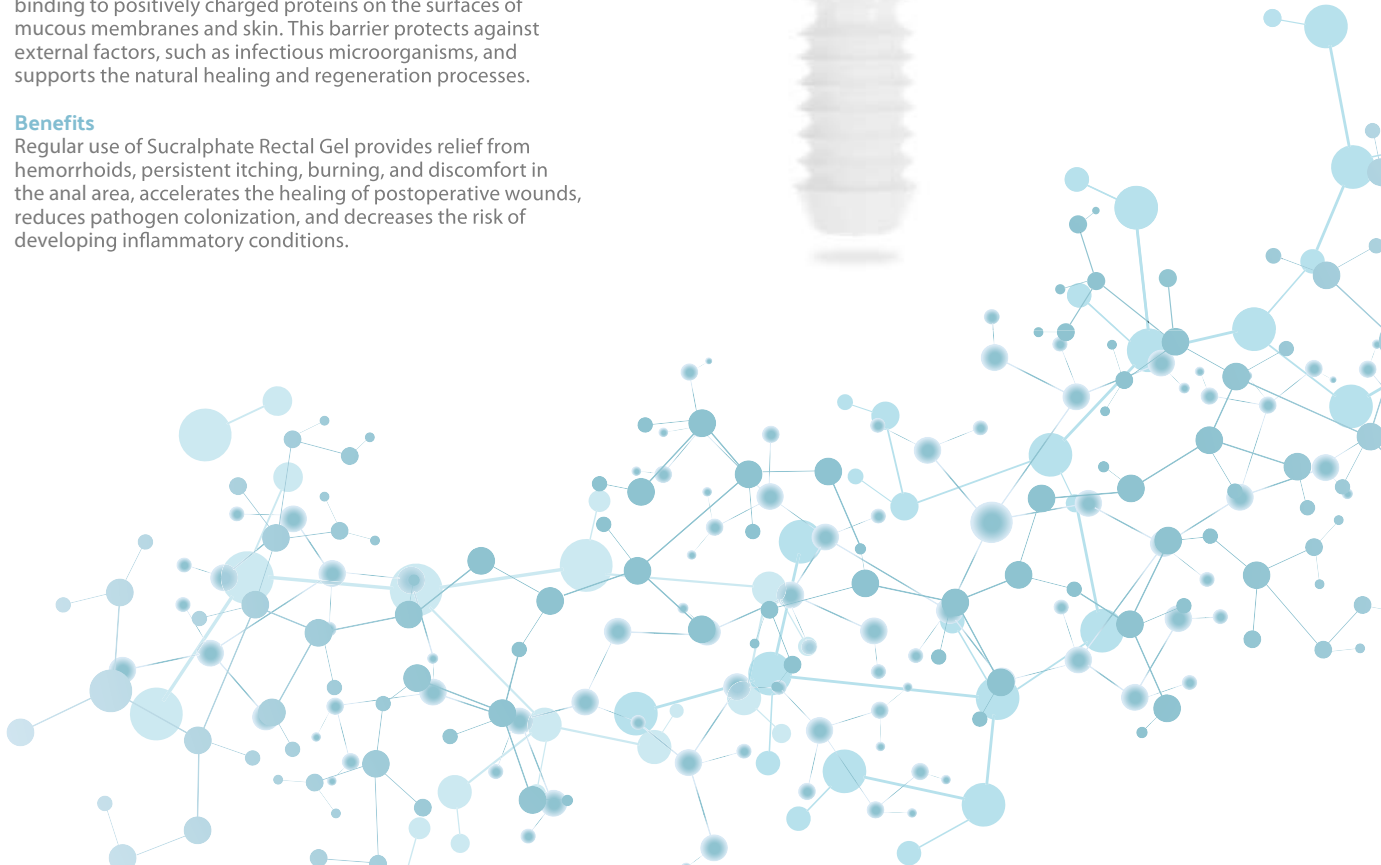 binding to positively charged proteins on the surfaces of
mucous membranes and skin. This barrier protects against
external factors, such as infectious microorganisms, and
supports the natural healing and regeneration processes.
Benefits
Regular use of Sucralphate Rectal Gel provides relief from
hemorrhoids, persistent itching, burning, and discomfort in
the anal area, accelerates the healing of postoperative wounds,
reduces pathogen colonization, and decreases the risk of
developing inflammatory conditions.